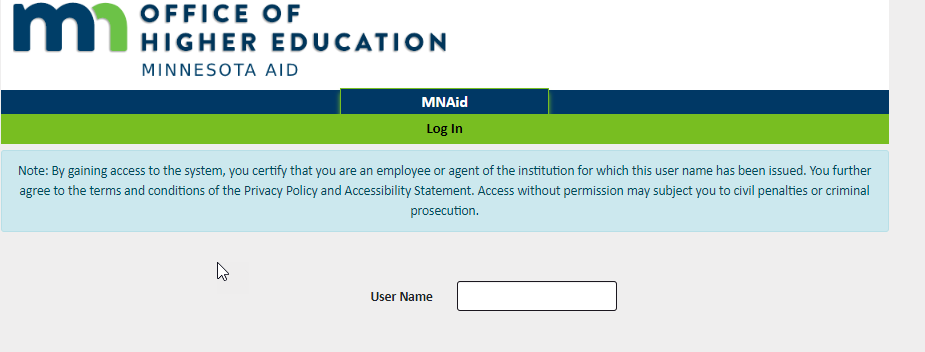 mn OFFICE OF
HIGHER EDUCATION
MINNESOTA AID
MNAid
Log In
Note: By gaining access to the system, you certify that you are an employee or agent of the institution for which this user name has been issued. You further
agree to the terms and conditions of the Privacy Policy and Accessibility Statement. Access without permission may subject you to civil penalties or criminal
prosecution.
User Name